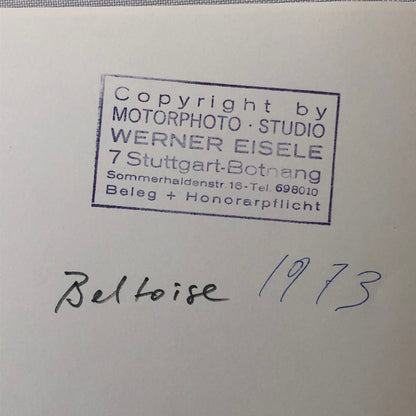 Copyright by
MOTORPHOTO · STUDIO
WERNER EISELE
7 Stuttgart-Botnang
Sommerhaldenstr. 16-Tel. 698010
Beleg + Honorarpflicht
Beltoise 1973